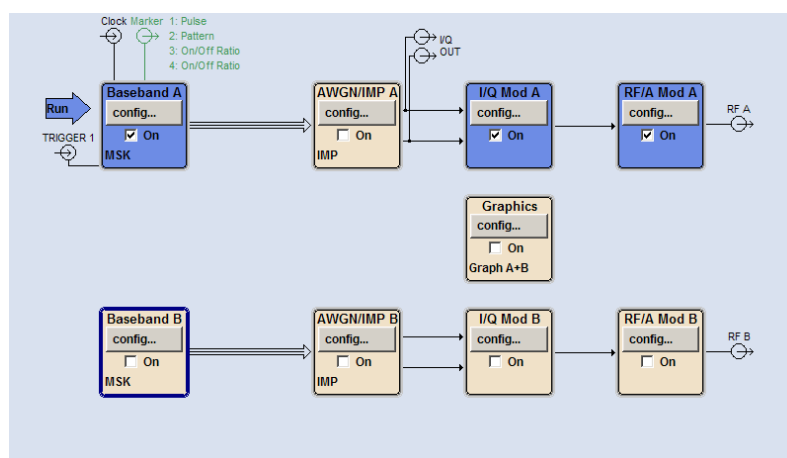 Clock Marker 1: Pulse
2: Pattern
3: On/Off Ratio
4: On/Off Ratio
I/Q
OUT
Baseband A
AWGN/IMP A
I/Q Mod A
RF/A Mod A
Run
config...
config...
config...
config...
RF A
On
On
On
On
TRIGGER 1
MSK
IMP
Graphics
config...
On
Graph A+B
Baseband B
AWGN/IMP B
I/Q Mod B
RF/A Mod B
config...
config...
config...
config...
RF B
On
On
On
On
MSK
IMP